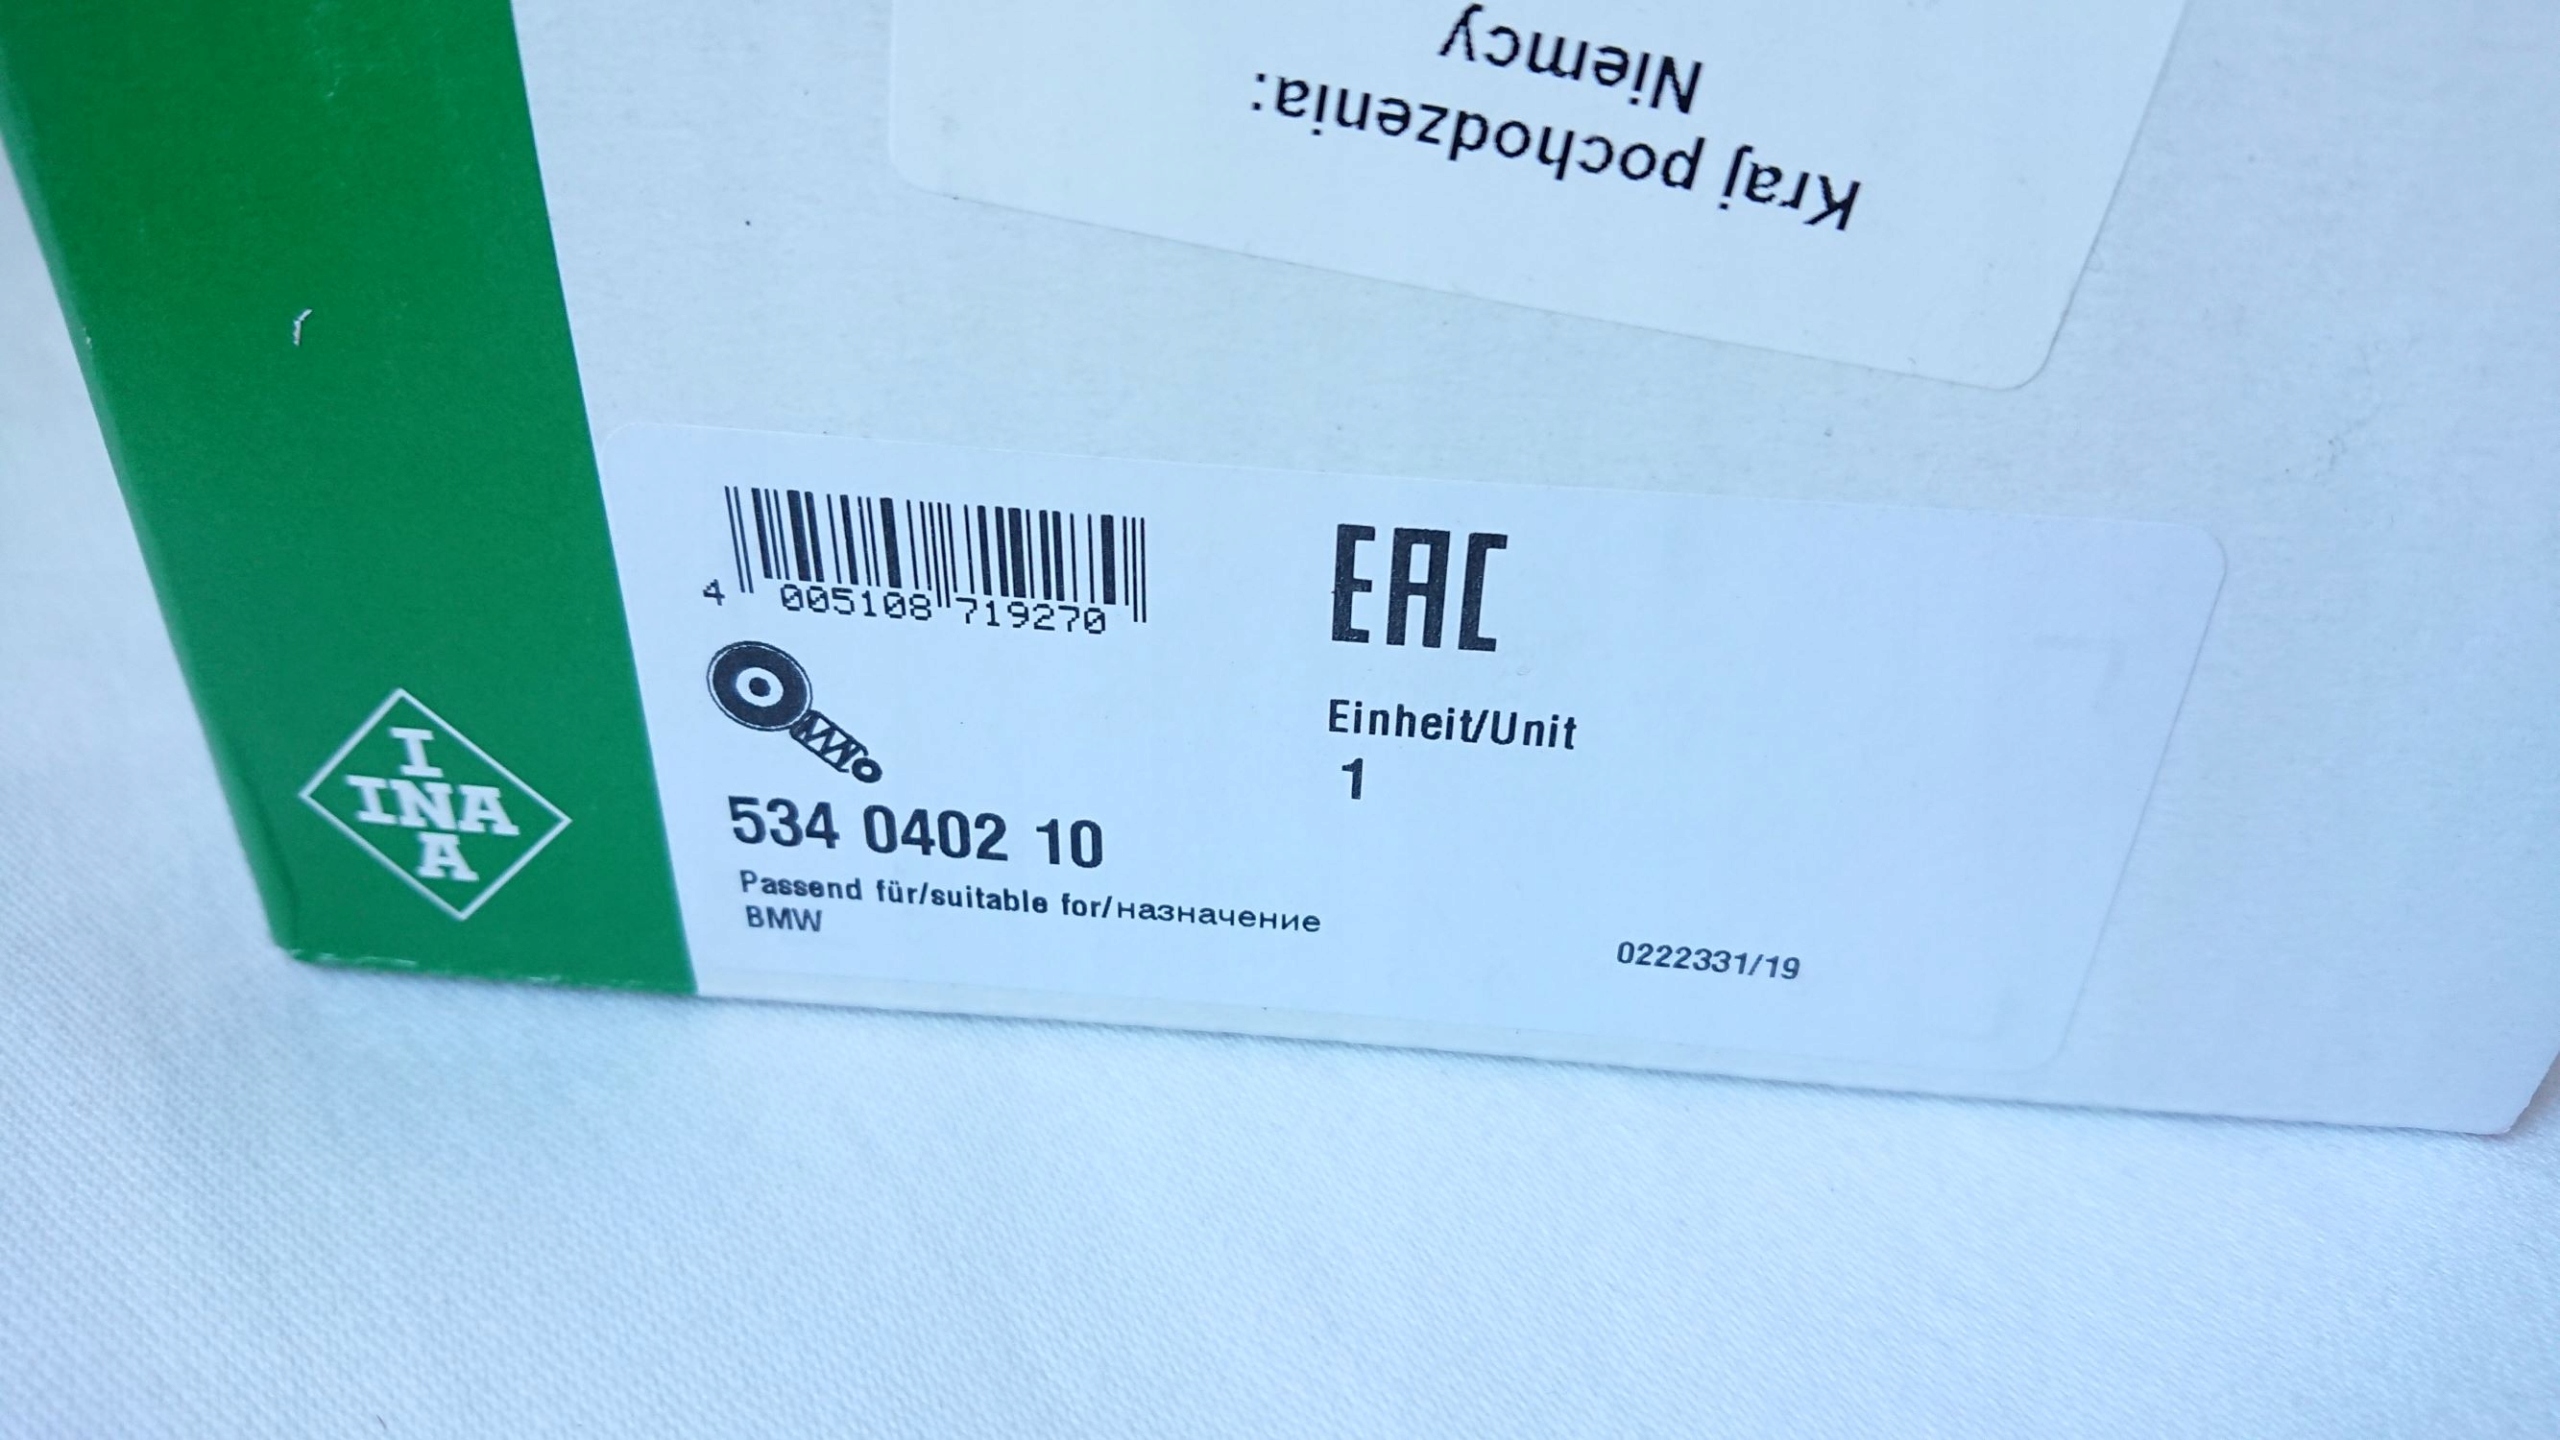 Kraj pochodzenia:
Niemcy
4 005108 719270
EAC
Einheit/Unit
1
534 0402 10
Passend für/suitable for/назначение
BMW
0222331/19
I
INA
A